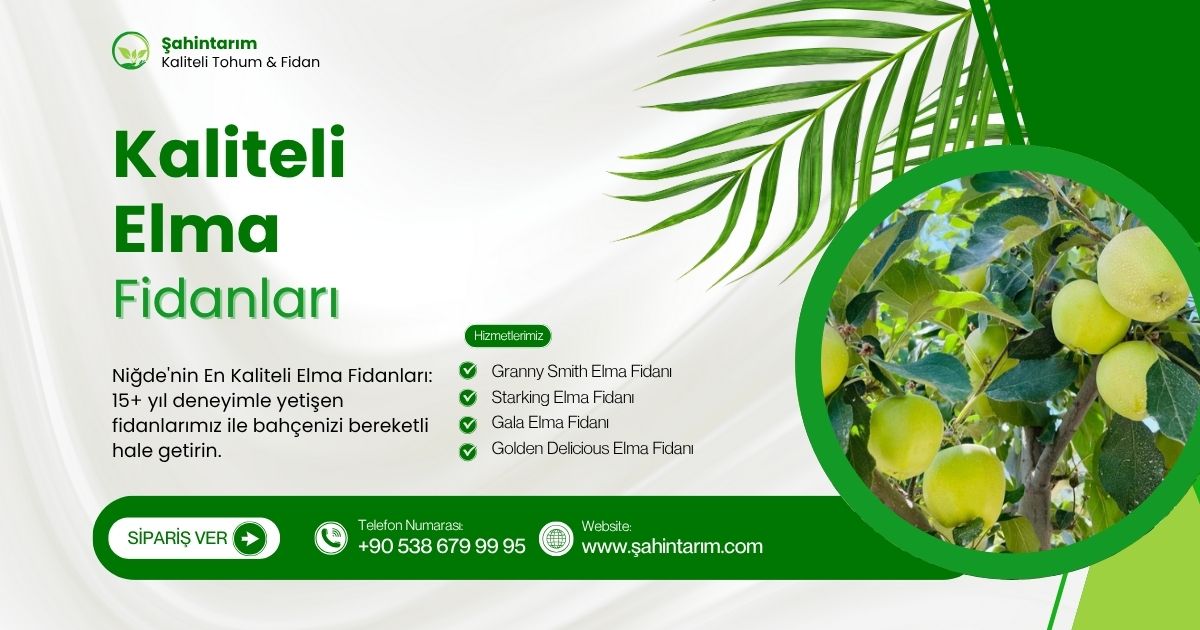 Şahintarım
Kaliteli Tohum & Fidan
Kaliteli
Elma
Fidanları
Niğde'nin En Kaliteli Elma Fidanları:
15+ yıl deneyimle yetişen
fidanlarımız ile bahçenizi bereketli
hale getirin.
Hizmetlerimiz
Granny Smith Elma Fidanı
Starking Elma Fidanı
Gala Elma Fidanı
Golden Delicious Elma Fidanı
SİPARİŞ VER
Telefon Numarası:
+90 538 679 99 95
Website:
www.şahintarım.com